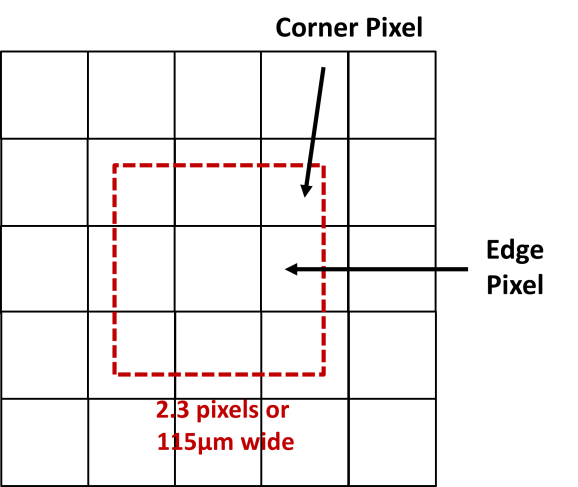 Corner Pixel
Edge
Pixel
2.3 pixels or
115µm wide